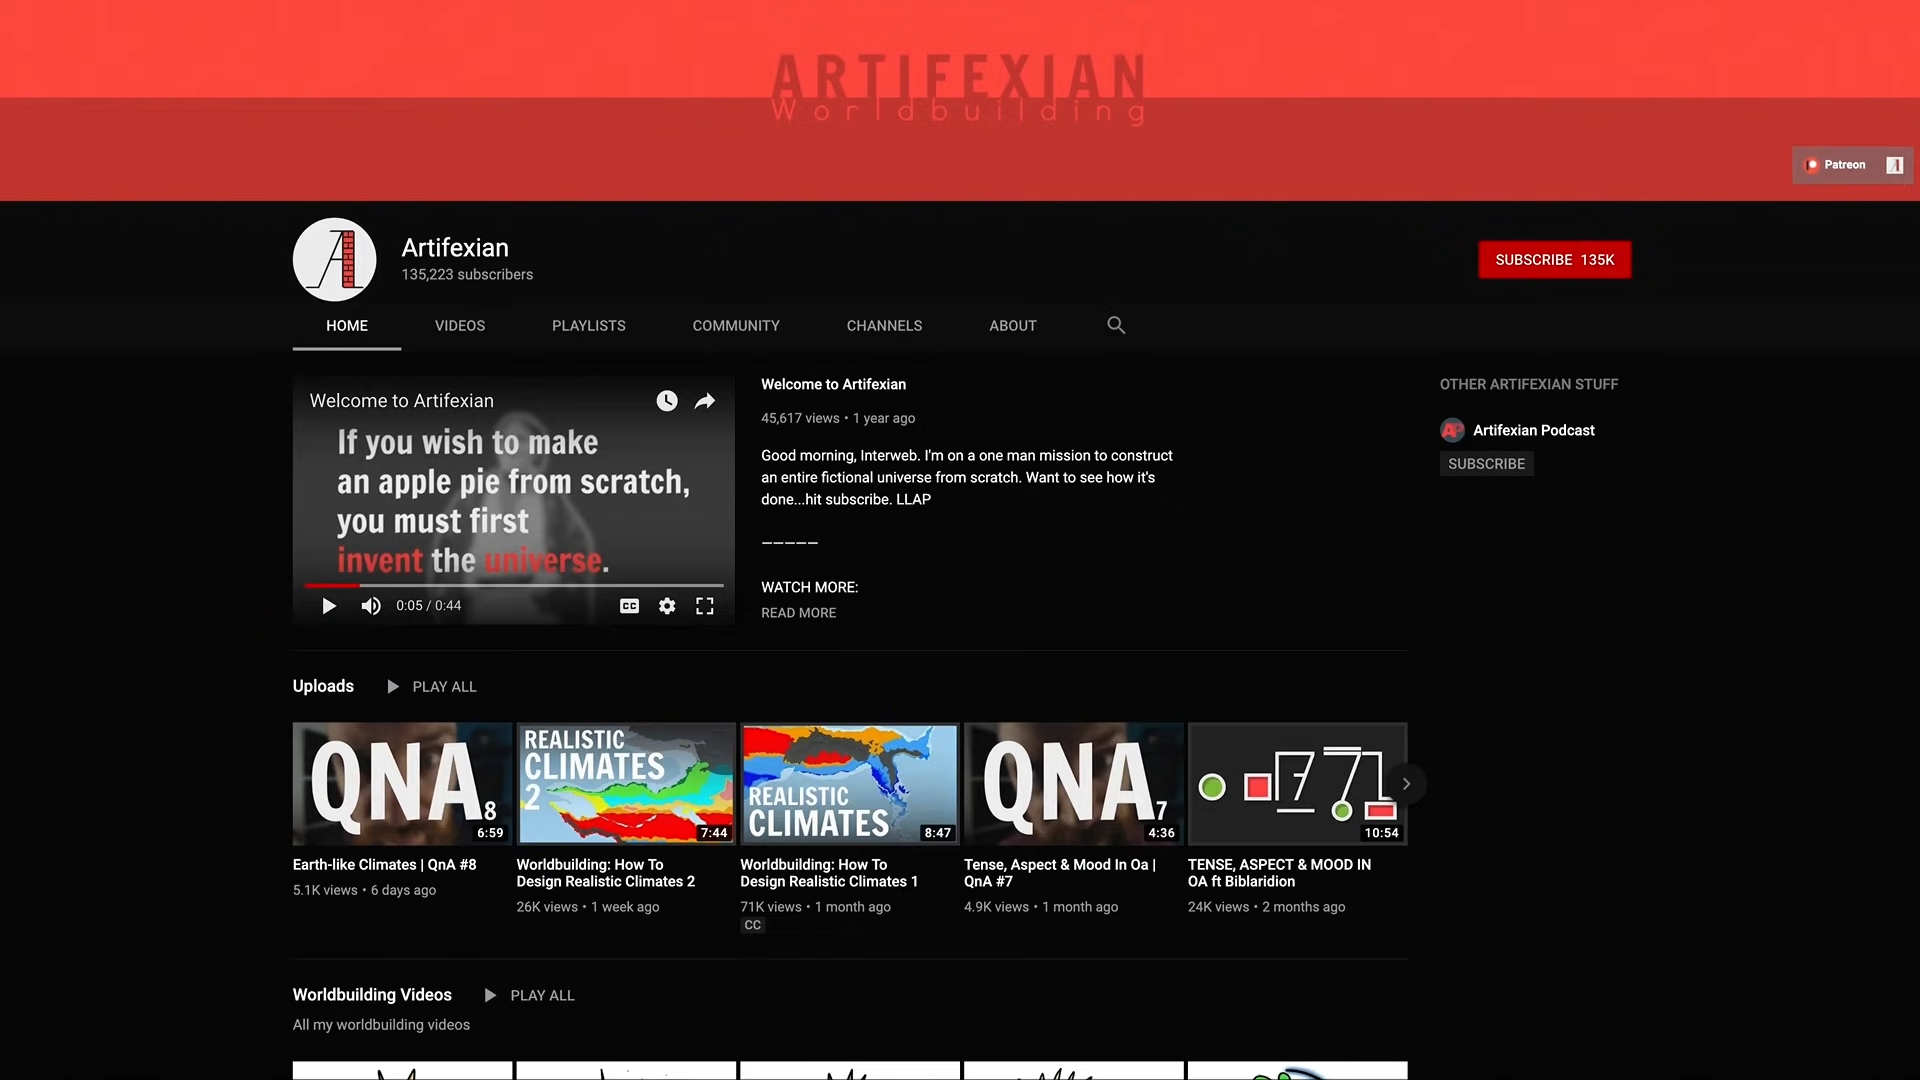 ARTIFEXIAN
Worldbuilding
Patreon
Artifexian
135,223 subscribers
SUBSCRIBE 135K
HOME VIDEOS PLAYLISTS COMMUNITY CHANNELS ABOUT
Welcome to Artifexian
If you wish to make
an apple pie from scratch,
you must first
invent the universe.
0:05 / 0:44
CC
Welcome to Artifexian
45,617 views • 1 year ago
Good morning, Interweb. I'm on a one man mission to construct
an entire fictional universe from scratch. Want to see how it's
done...hit subscribe. LLAP
_____
WATCH MORE:
READ MORE
OTHER ARTIFEXIAN STUFF
AP
Artifexian Podcast
SUBSCRIBE
Uploads PLAY ALL
QNA 8
6:59
Earth-like Climates | QnA #8
5.1K views • 6 days ago
REALISTIC
CLIMATES
2
7:44
Worldbuilding: How To
Design Realistic Climates 2
26K views • 1 week ago
REALISTIC
CLIMATES
8:47
Worldbuilding: How To
Design Realistic Climates 1
71K views • 1 month ago
CC
QNA 7
4:36
Tense, Aspect & Mood In Oa |
QnA #7
4.9K views • 1 month ago
10:54
TENSE, ASPECT & MOOD IN
OA ft Biblaridion
24K views • 2 months ago
Worldbuilding Videos PLAY ALL
All my worldbuilding videos